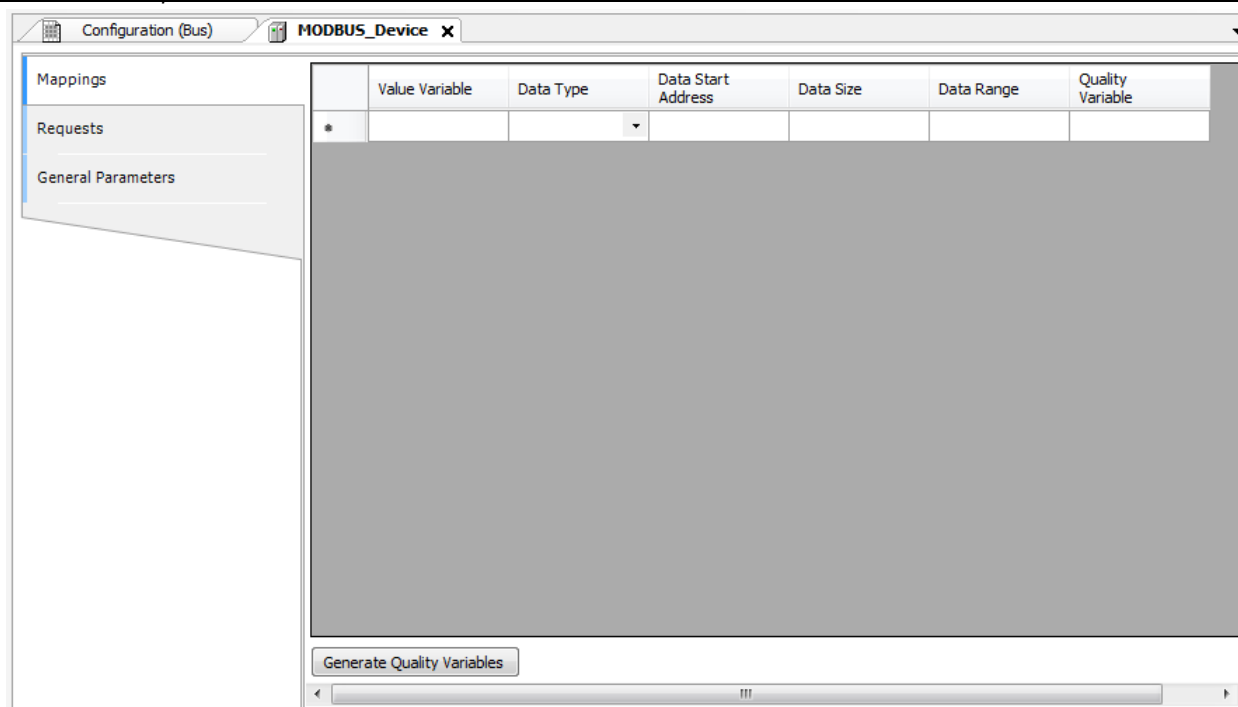 Configuration (Bus) MODBUS_Device
Mappings
Requests
General Parameters
Value Variable Data Type Data Start Address Data Size Data Range Quality Variable
Generate Quality Variables